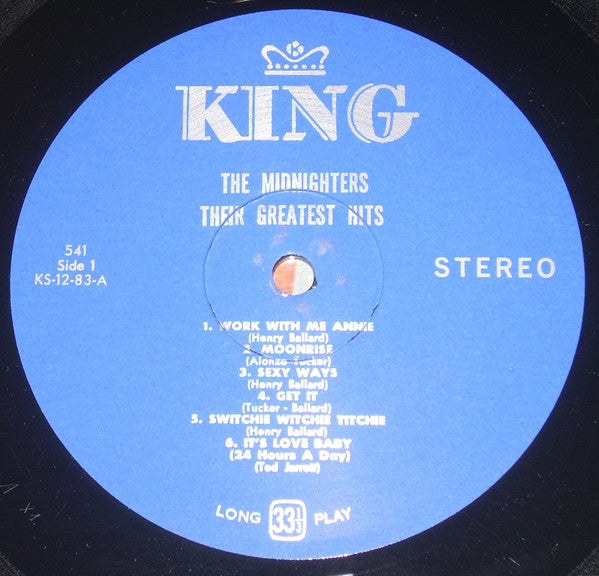 KING
THE MIDNIGHTERS
THEIR GREATEST HITS
541
Side 1
KS-12-83-A
STEREO
1. WORK WITH ME ANNIE
(Henry Ballard)
2. MOONRISE
(Alonzo Tucker)
3. SEXY WAYS
(Henry Ballard)
4. GET IT
(Tucker - Ballard)
5. SWITCHIE WITCHIE TITCHIE
(Henry Ballard)
6. IT'S LOVE BABY
(24 Hours A Day)
(Ted Jarrett)
LONG 33 1/3 PLAY